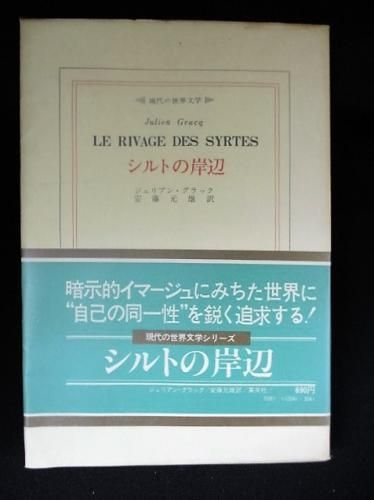 現代の世界文学
Julien Gracq
LE RIVAGE DES SYRTES
シルトの岸辺
ジュリアン・グラック
安藤元雄訳
暗示的イマージュにみちた世界に
“自己の同一性”を鋭く追求する!
現代の世界文学シリーズ
シルトの岸辺
ジュリアン・グラック/安藤元雄訳/集英社
690円